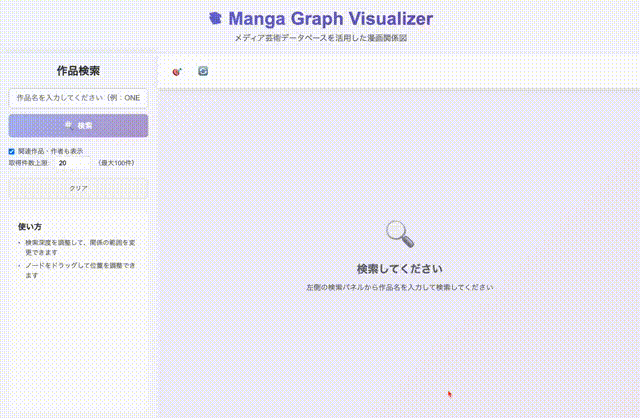 Manga Graph Visualizer
メディア芸術データベースを活用した漫画関係図
作品検索
作品名を入力してください（例：ONE
検索
関連作品・作者も表示
取得件数上限: 20 （最大100件）
クリア
使い方
• 検索深度を調整して、関係の範囲を変
更できます
• ノードをドラッグして位置を調整でき
ます
検索してください
左側の検索パネルから作品名を入力して検索してください